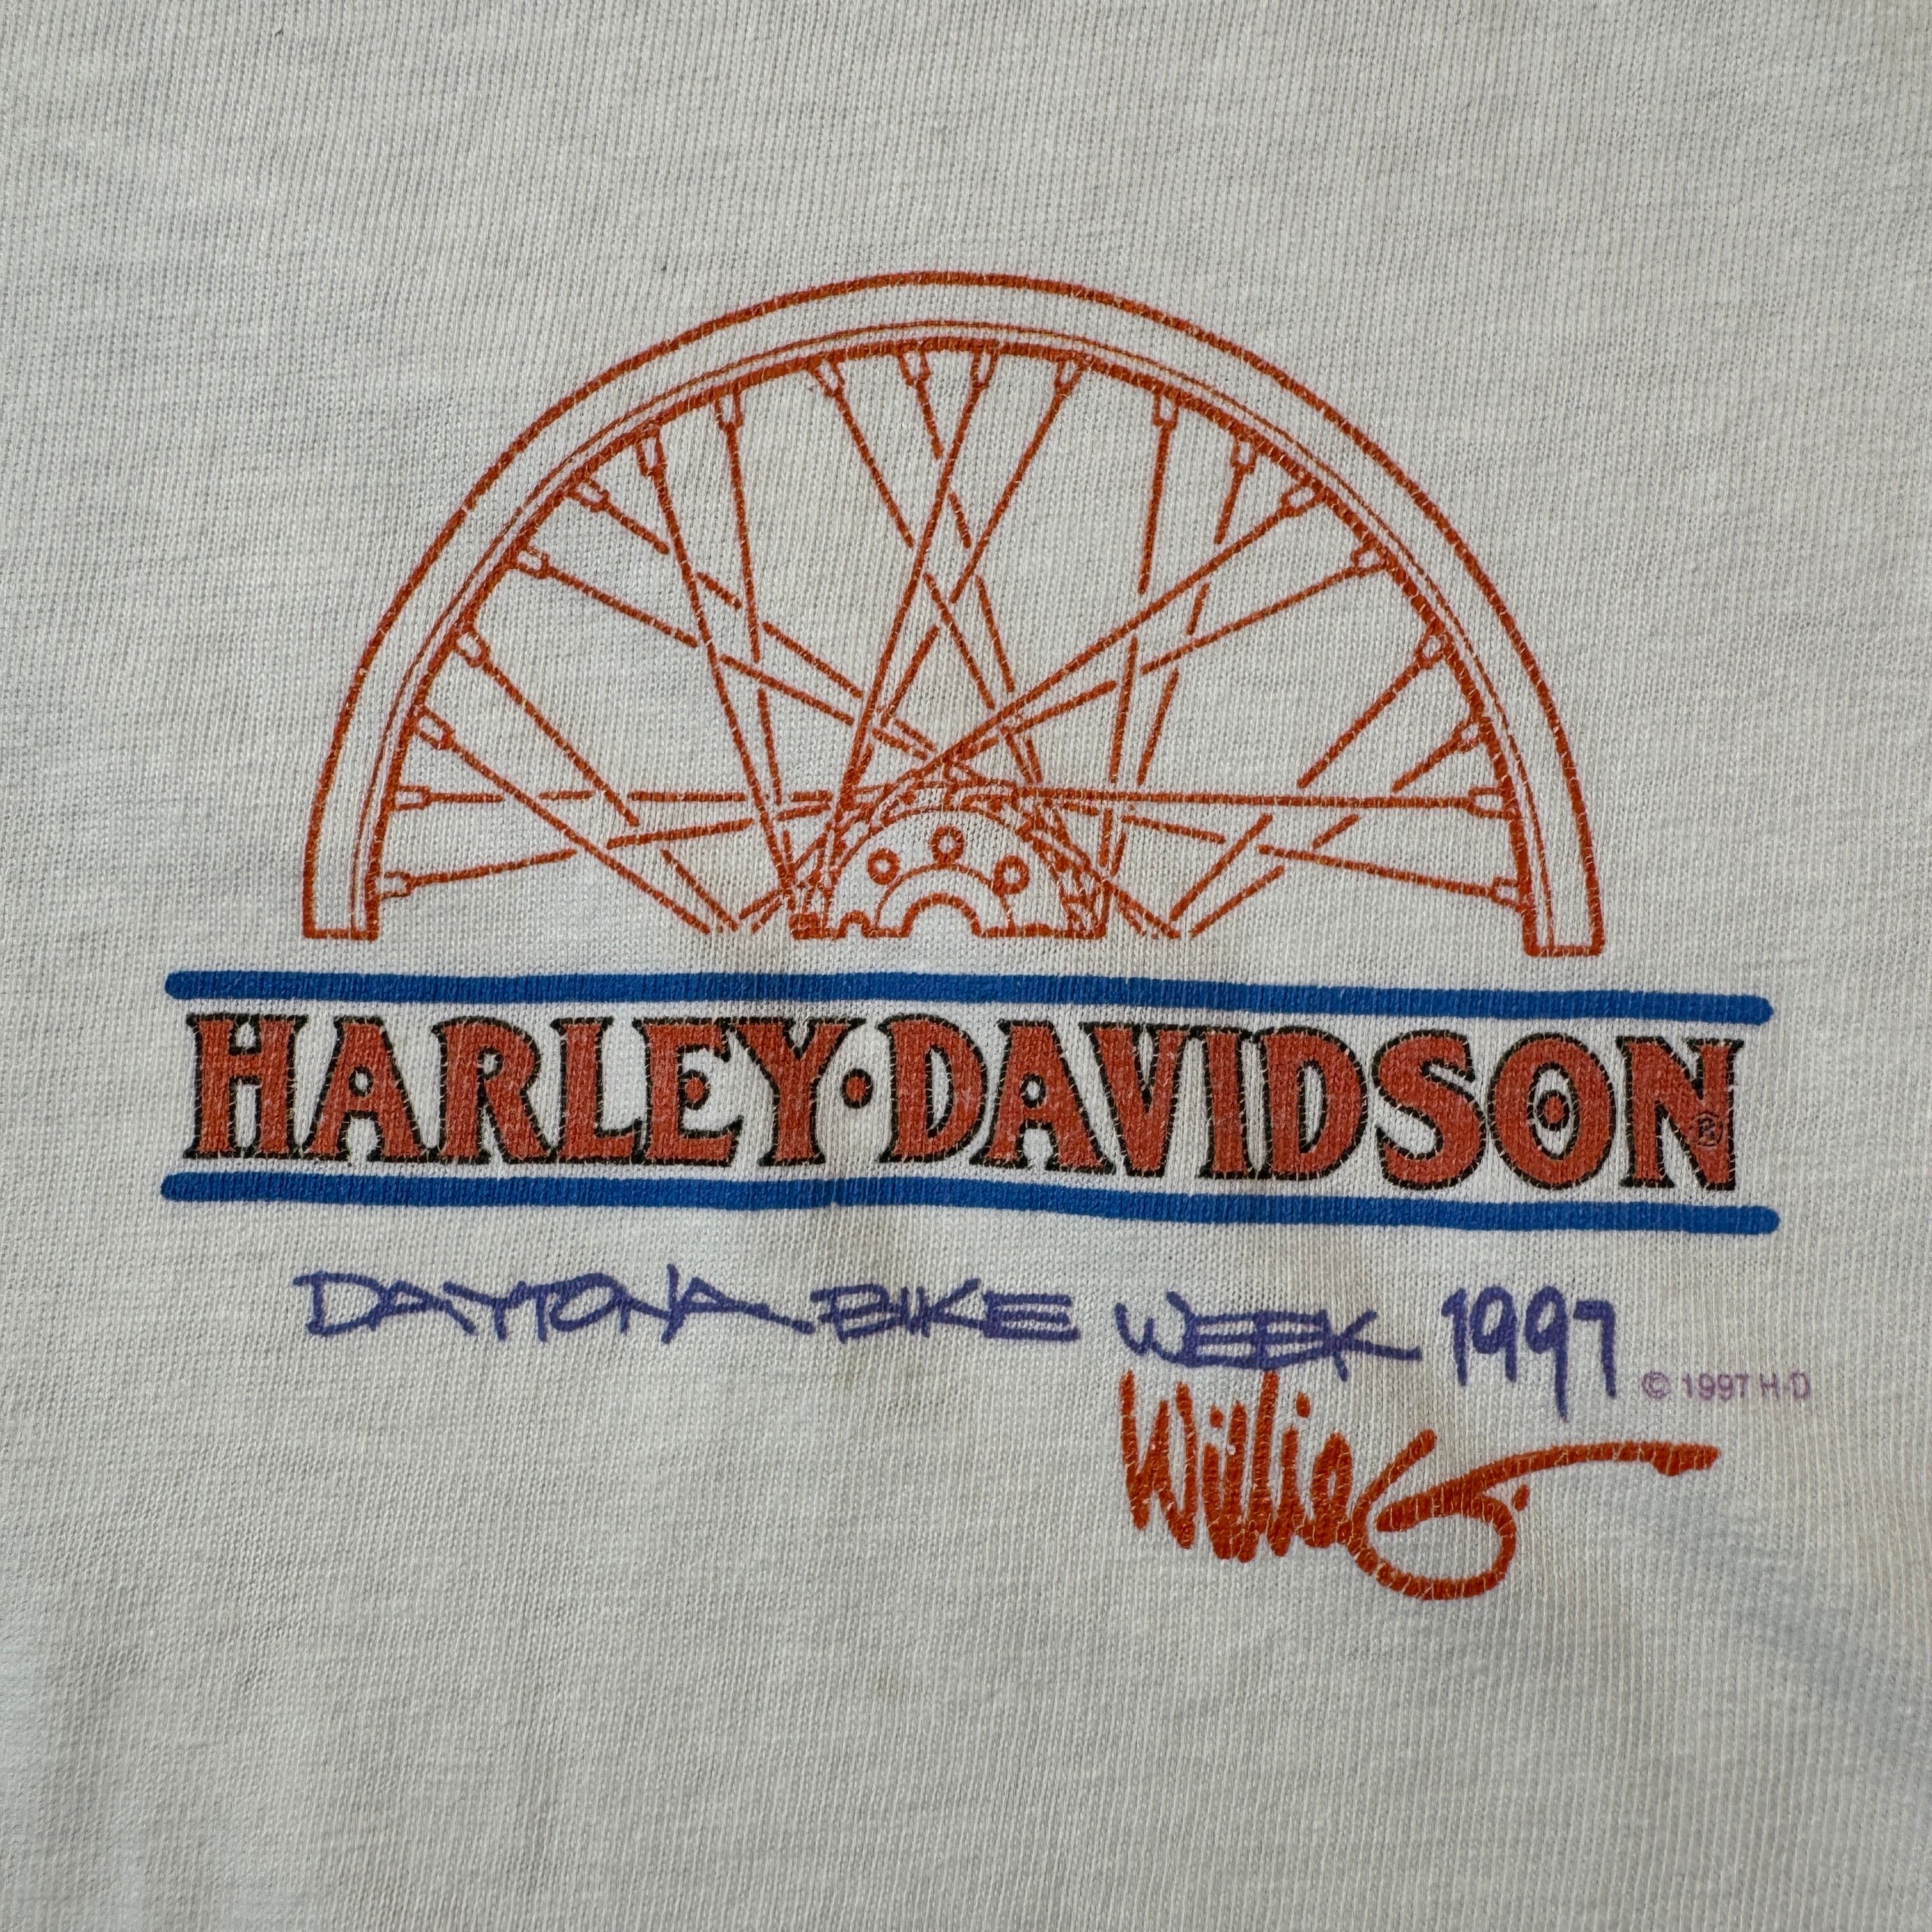 HARLEY·DAVIDSON®
DAYTONA BIKE WEEK 1997
© 1997 H-D
Willie G.